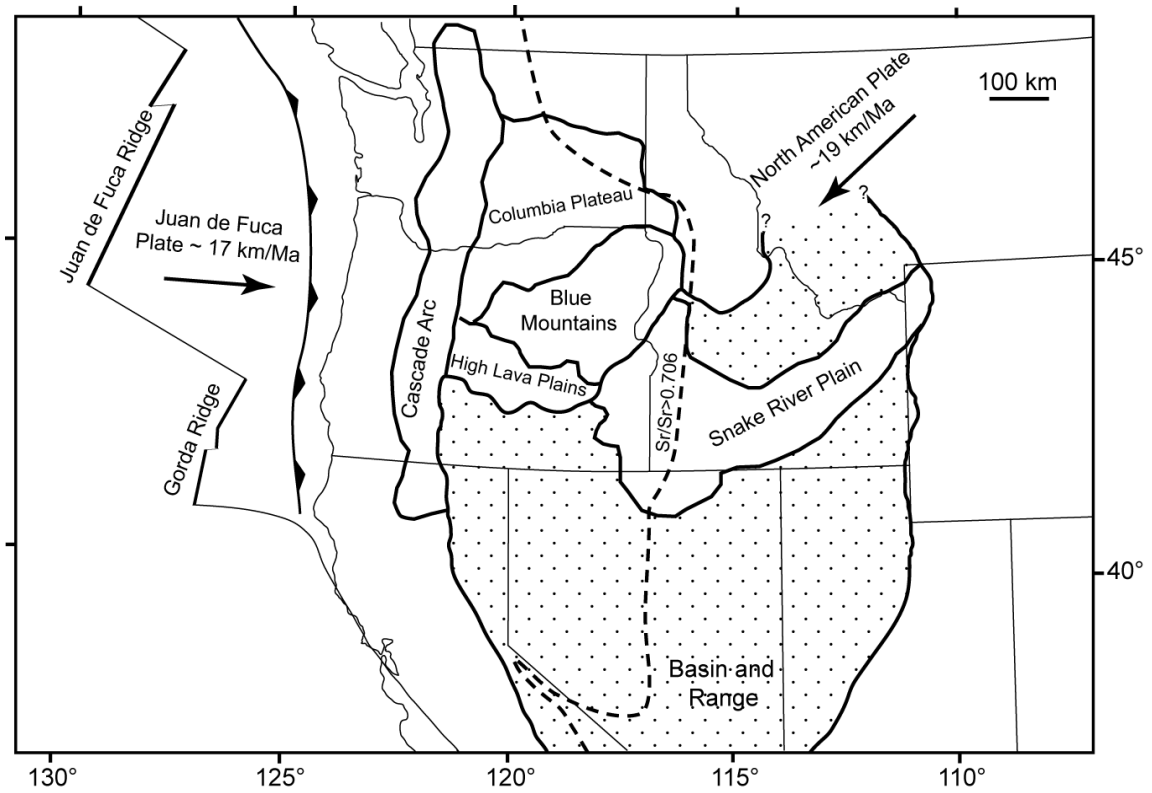 100 km
North American Plate
~19 km/Ma
?
?
Juan de Fuca Ridge
Juan de Fuca
Plate ~ 17 km/Ma
Columbia Plateau
45°
Blue
Mountains
Cascade Arc
High Lava Plains
Sr/Sr>0.706
Snake River Plain
Gorda Ridge
40°
Basin and
Range
130°
125°
120°
115°
110°